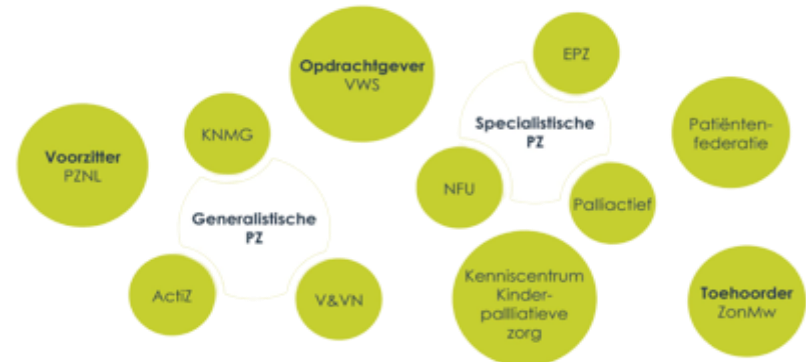 Opdrachtgever
VWS
EPZ
KNMG
Specialistische
PZ
Patiënten-
federatie
Voorzitter
PZNL
NFU
Palliactief
Generalistische
PZ
ActiZ
V&VN
Kenniscentrum
Kinder-
pallliatieve
zorg
Toehoorder
ZonMw